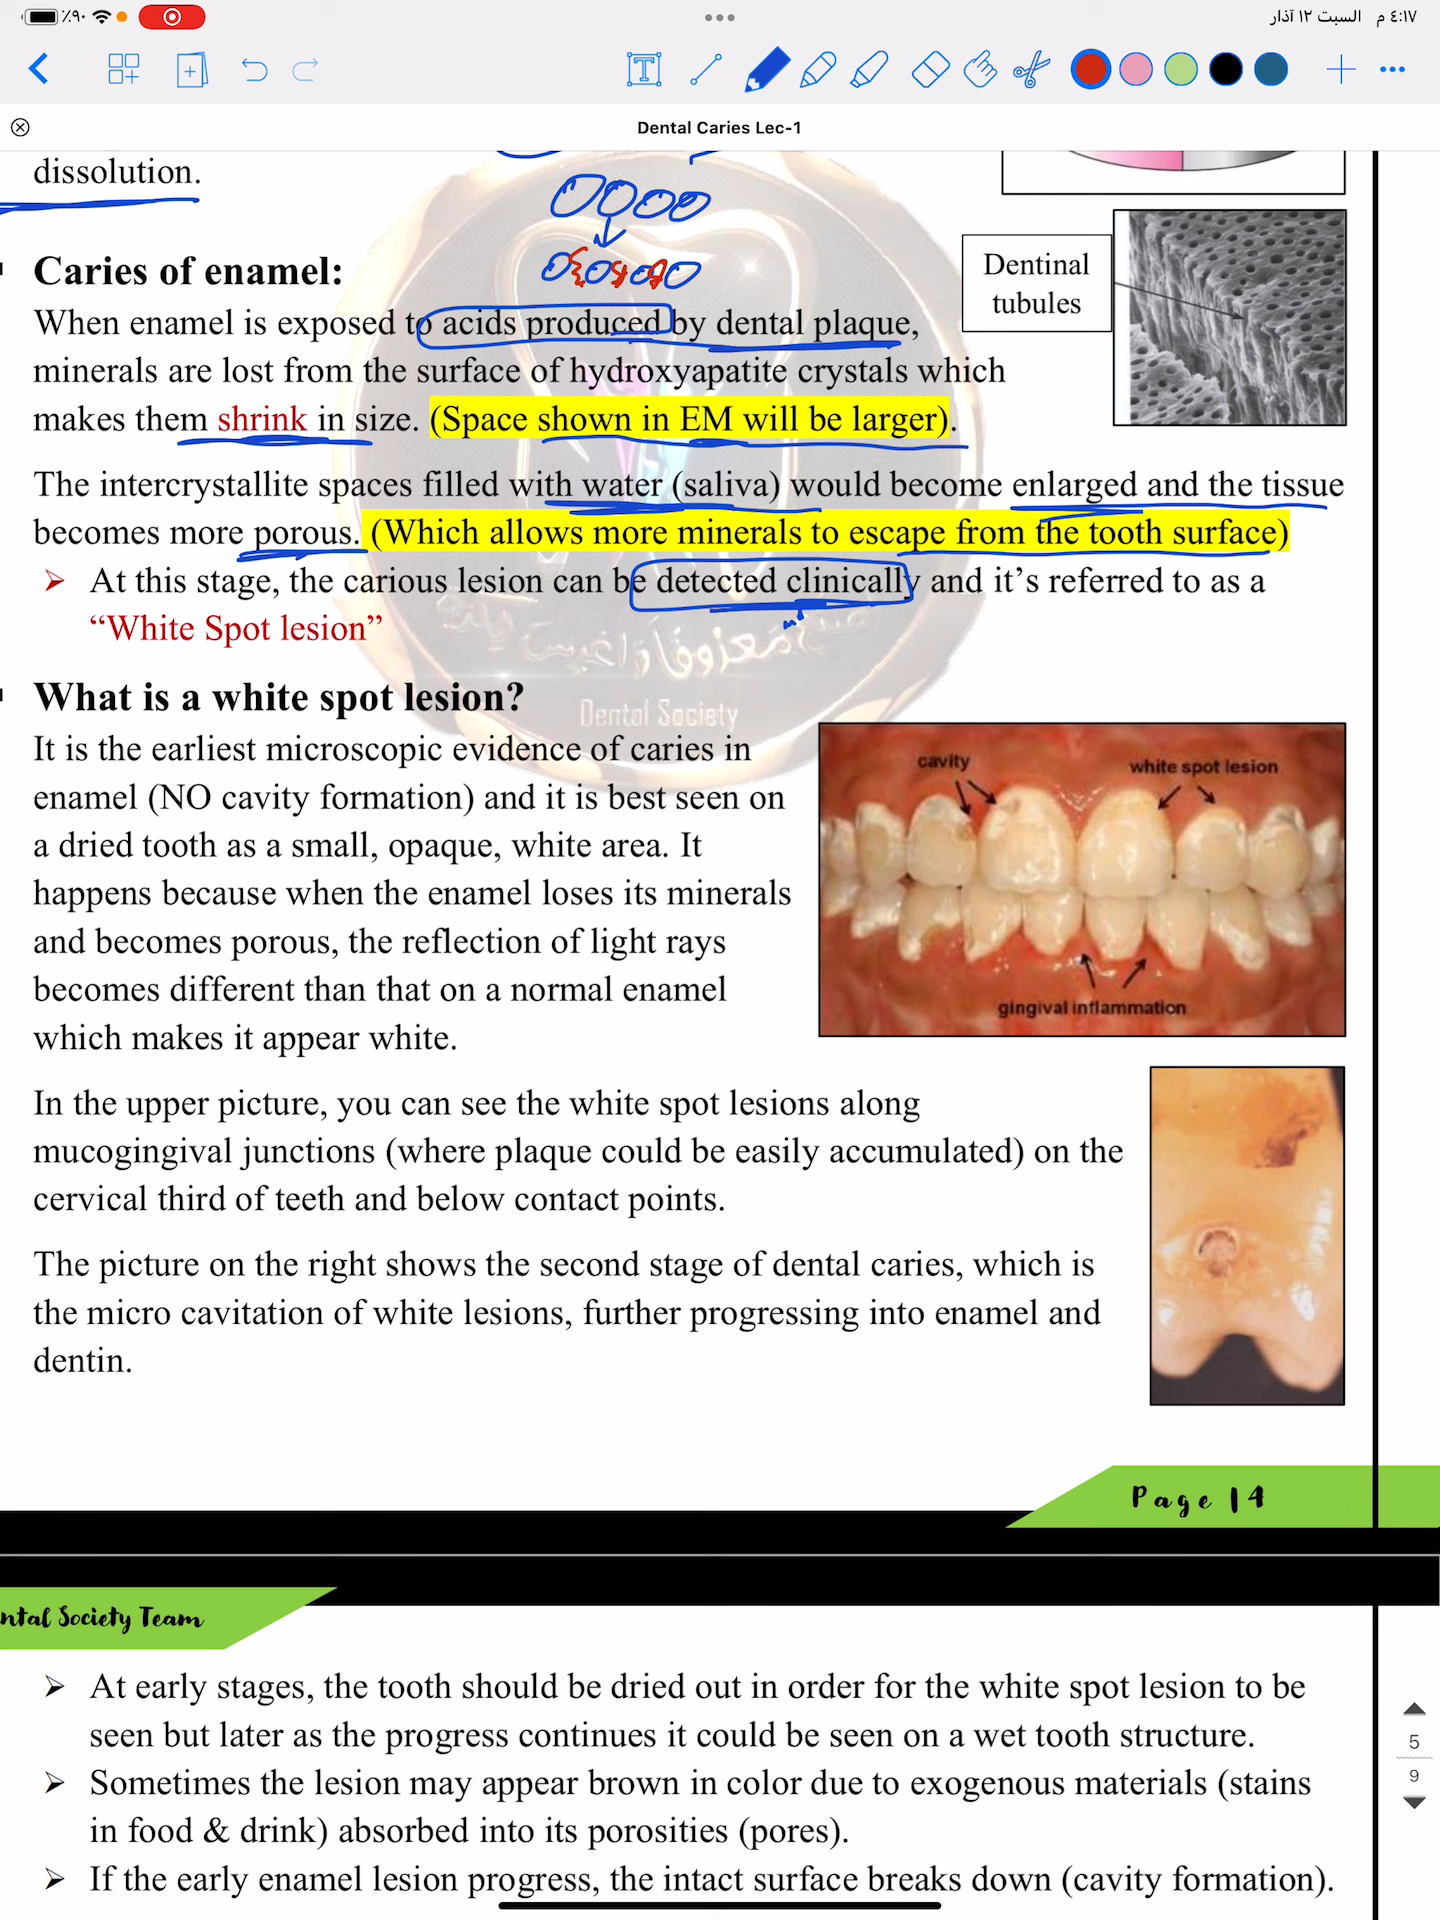 ٪٩٠
٤:١٧ م السبت ١٢ آذار
Dental Caries Lec-1
dissolution.
Dentinal
tubules
Caries of enamel:
When enamel is exposed to acids produced by dental plaque,
minerals are lost from the surface of hydroxyapatite crystals which
makes them shrink in size. (Space shown in EM will be larger).
The intercrystallite spaces filled with water (saliva) would become enlarged and the tissue
becomes more porous. (Which allows more minerals to escape from the tooth surface)
➢ At this stage, the carious lesion can be detected clinically and it’s referred to as a
“White Spot lesion”
Dental Society
What is a white spot lesion?
It is the earliest microscopic evidence of caries in
enamel (NO cavity formation) and it is best seen on
a dried tooth as a small, opaque, white area. It
happens because when the enamel loses its minerals
and becomes porous, the reflection of light rays
becomes different than that on a normal enamel
which makes it appear white.
cavity
white spot lesion
gingival inflammation
In the upper picture, you can see the white spot lesions along
mucogingival junctions (where plaque could be easily accumulated) on the
cervical third of teeth and below contact points.
The picture on the right shows the second stage of dental caries, which is
the micro cavitation of white lesions, further progressing into enamel and
dentin.
Page | 4
ntal Society Team
➢ At early stages, the tooth should be dried out in order for the white spot lesion to be
seen but later as the progress continues it could be seen on a wet tooth structure.
➢ Sometimes the lesion may appear brown in color due to exogenous materials (stains
in food & drink) absorbed into its porosities (pores).
➢ If the early enamel lesion progress, the intact surface breaks down (cavity formation).
5
9